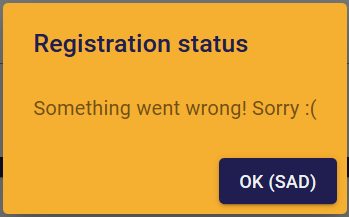 Registration status
Something went wrong! Sorry :(
OK (SAD)